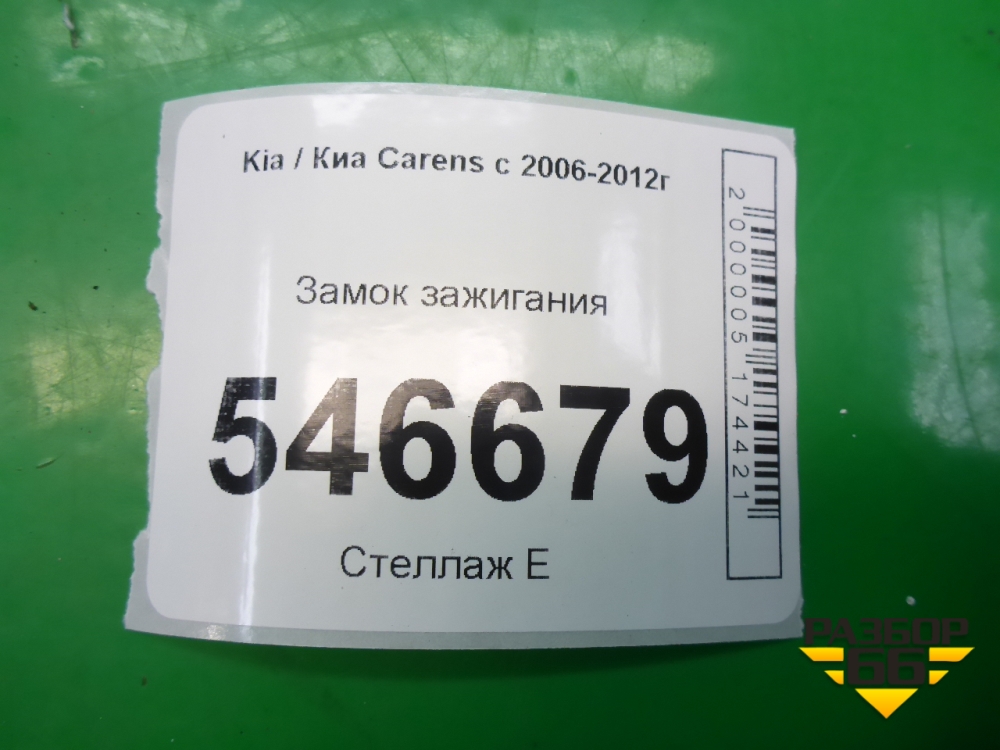 Kia / Киа Carens с 2006-2012г
Замок зажигания
546679
Стеллаж Е
2000005174421
РАЗБОР
66